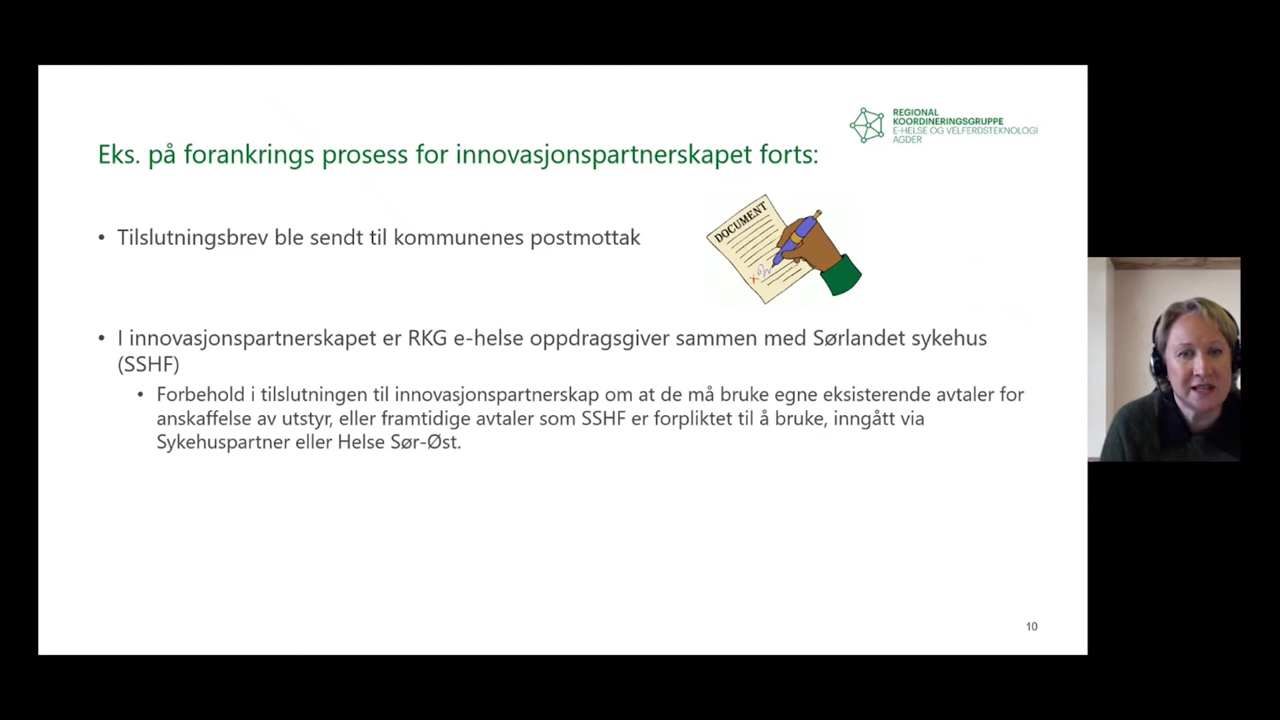 REGIONAL
KOORDINERINGSGRUPPE
E-HELSE OG VELFERDSTEKNOLOGI
AGDER
Eks. på forankrings prosess for innovasjonspartnerskapet forts:
DOCUMENT
• Tilslutningsbrev ble sendt til kommunenes postmottak
• I innovasjonspartnerskapet er RKG e-helse oppdragsgiver sammen med Sørlandet sykehus
(SSHF)
• Forbehold i tilslutningen til innovasjonspartnerskap om at de må bruke egne eksisterende avtaler for
anskaffelse av utstyr, eller framtidige avtaler som SSHF er forpliktet til å bruke, inngått via
Sykehuspartner eller Helse Sør-Øst.
10